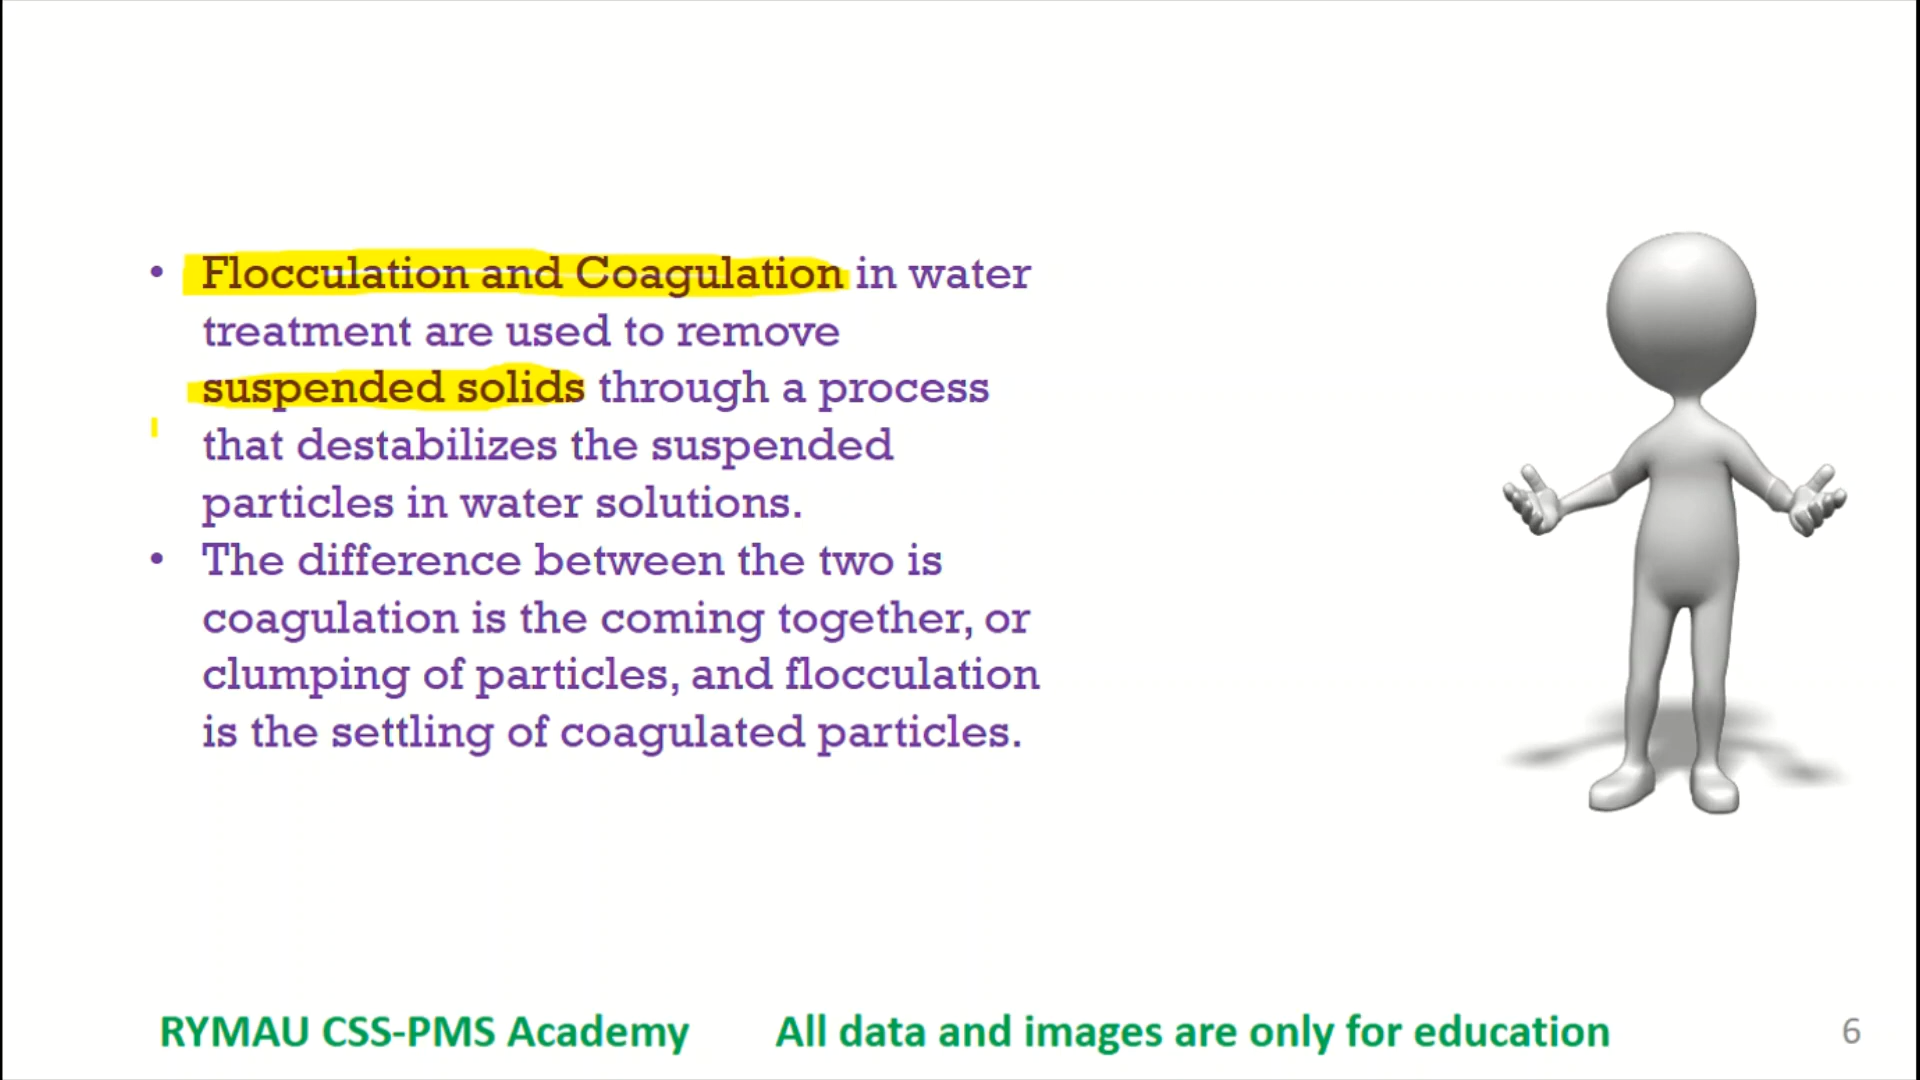 • Flocculation and Coagulation in water
treatment are used to remove
suspended solids through a process
that destabilizes the suspended
particles in water solutions.
• The difference between the two is
coagulation is the coming together, or
clumping of particles, and flocculation
is the settling of coagulated particles.
RYMAU CSS-PMS Academy All data and images are only for education 6